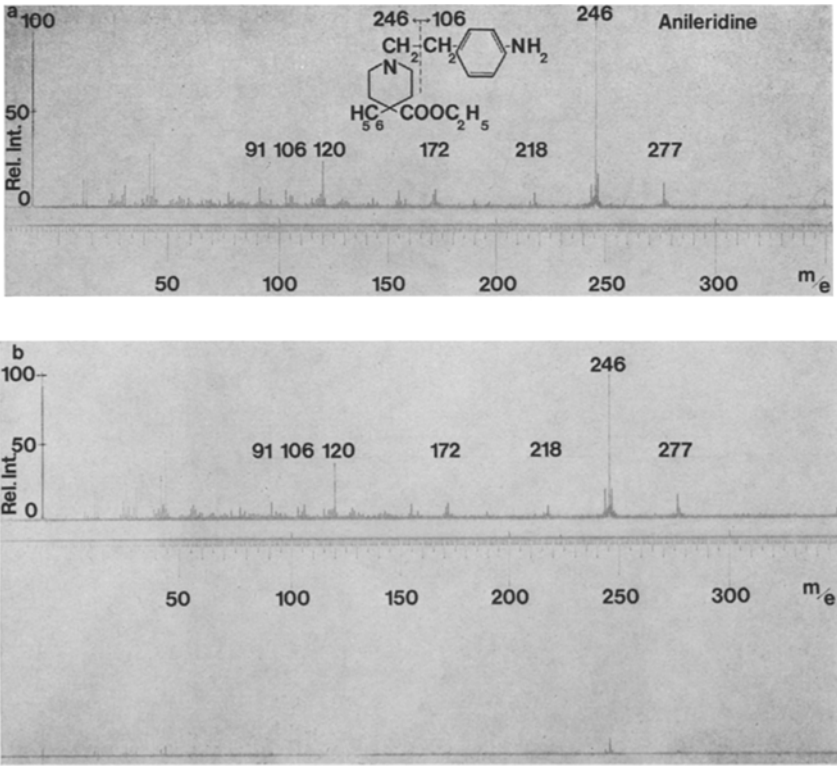 a
100
246 ↔ 106
246
Anileridine
CH2-CH2
NH2
N
H5C6
COOC2H5
50
Rel. Int.
91 106 120 172 218 277
0
50 100 150 200 250 300 m/e
b
246
100
50
91 106 120 172 218 277
Rel. Int.
0
50 100 150 200 250 300 m/e